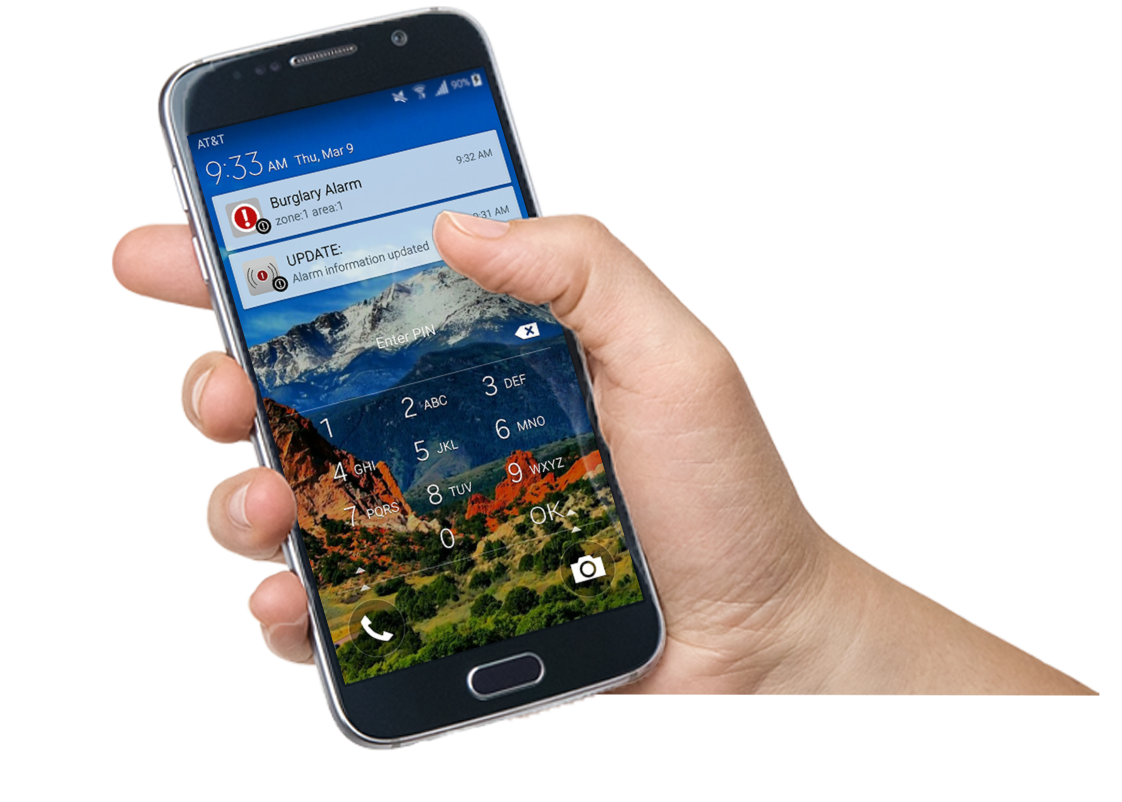 90%
AT&T
9:33 AM Thu, Mar 9
Burglary Alarm 9:32 AM
zone:1 area:1
UPDATE: 9:31 AM
Alarm information updated
Enter PIN
1 2 ABC 3 DEF
4 GHI 5 JKL 6 MNO
7 PQRS 8 TUV 9 WXYZ
0 OK